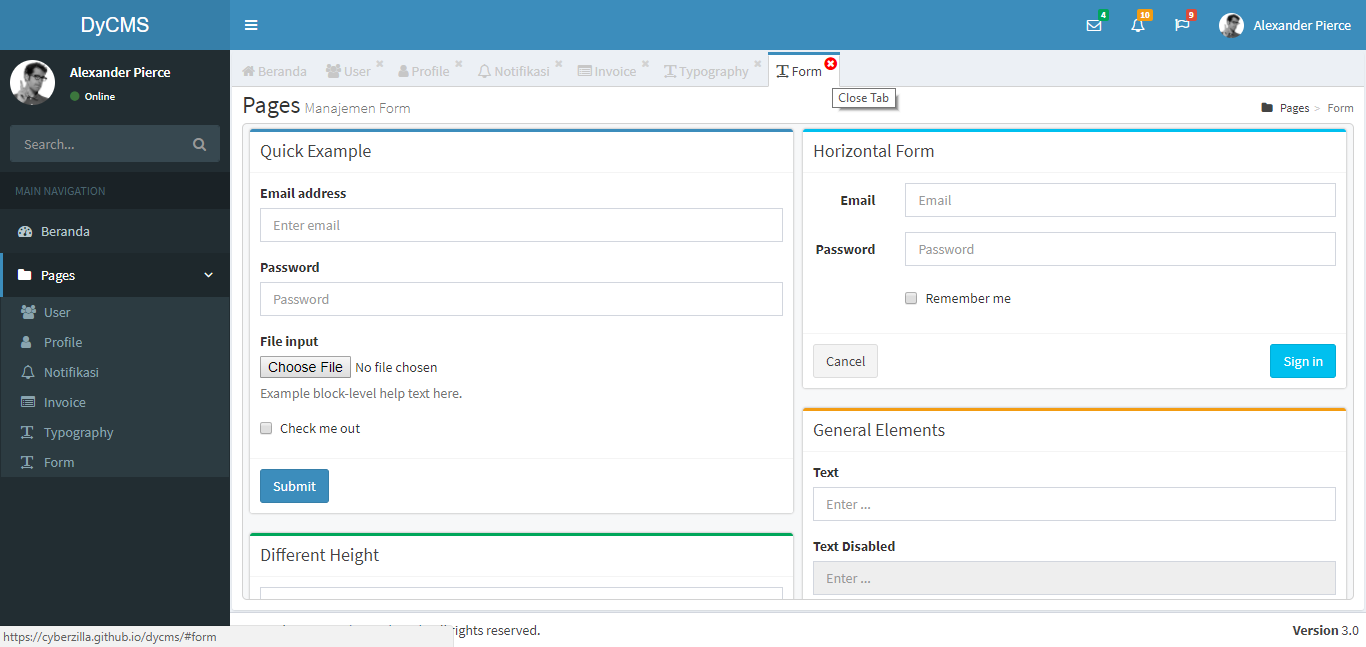 DyCMS
4
10
9
Alexander Pierce
Alexander Pierce
Online
Search...
MAIN NAVIGATION
Beranda
Pages
User
Profile
Notifikasi
Invoice
Typography
Form
Beranda User Profile Notifikasi Invoice Typography Form
Close Tab
Pages Manajemen Form
Pages > Form
Quick Example
Email address
Enter email
Password
Password
File input
Choose File No file chosen
Example block-level help text here.
Check me out
Submit
Different Height
Horizontal Form
Email Email
Password Password
Remember me
Cancel Sign in
General Elements
Text
Enter ...
Text Disabled
Enter ...
rights reserved.
Version 3.0
https://cyberzilla.github.io/dycms/#form